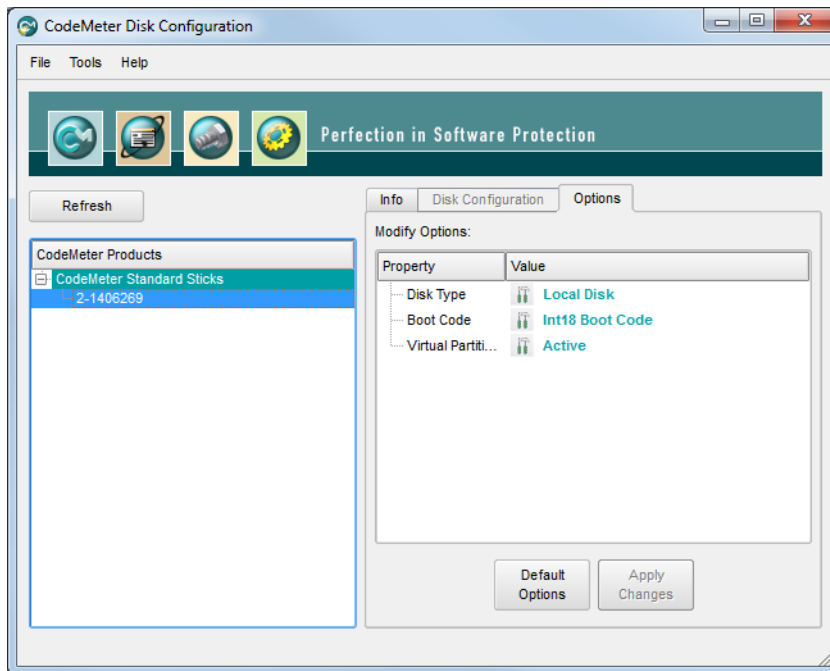 CodeMeter Disk Configuration
File Tools Help
Perfection in Software Protection
Refresh
Info Disk Configuration Options
Modify Options:
CodeMeter Products
CodeMeter Standard Sticks
2-1406269
Property Value
Disk Type Local Disk
Boot Code Int18 Boot Code
Virtual Partiti... Active
Default
Options
Apply
Changes